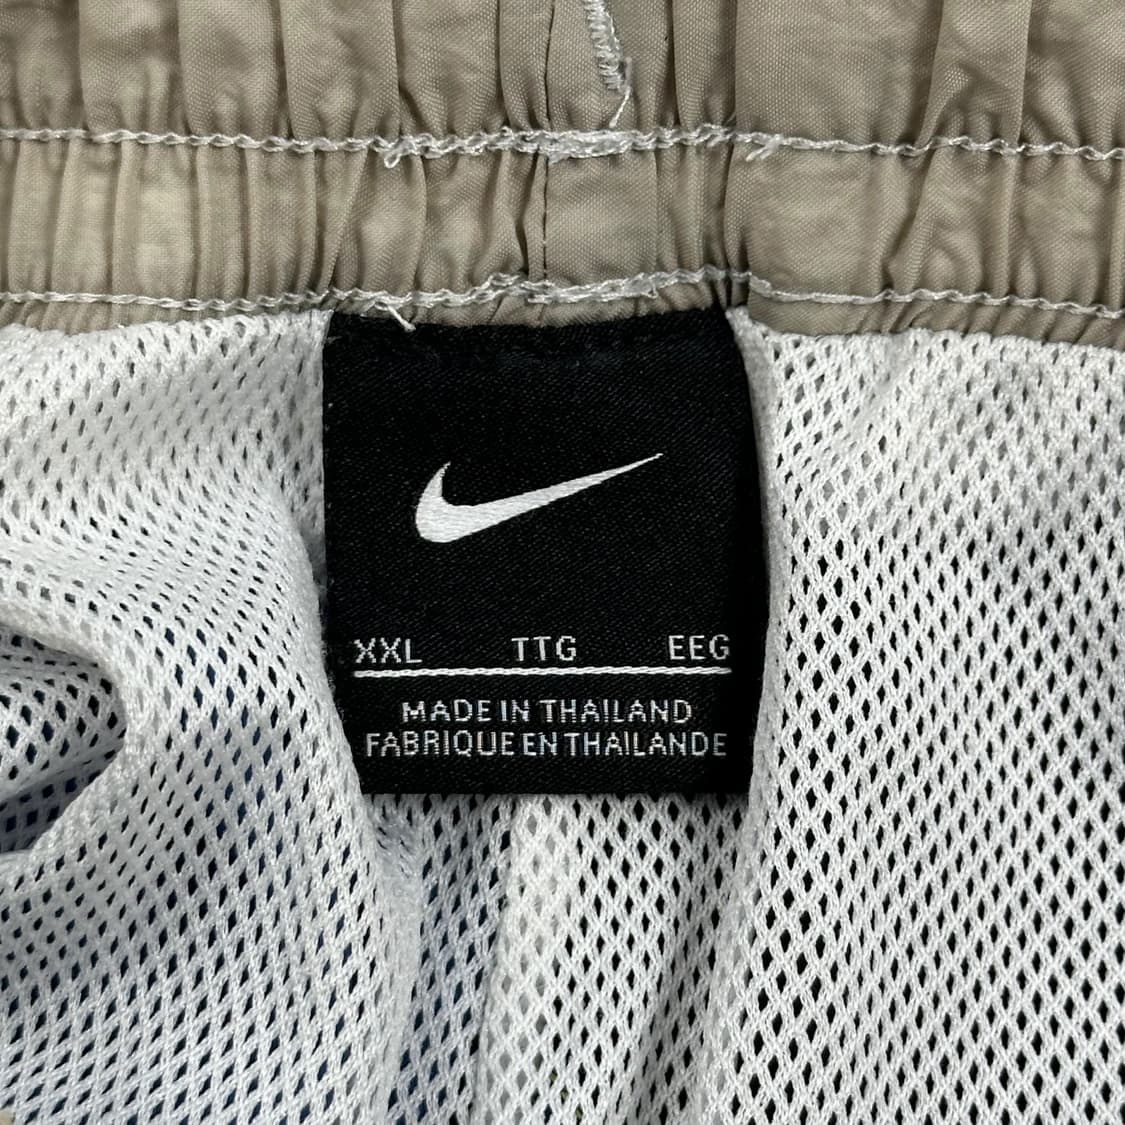 XXL TTG EEG
MADE IN THAILAND
FABRIQUE EN THAILANDE